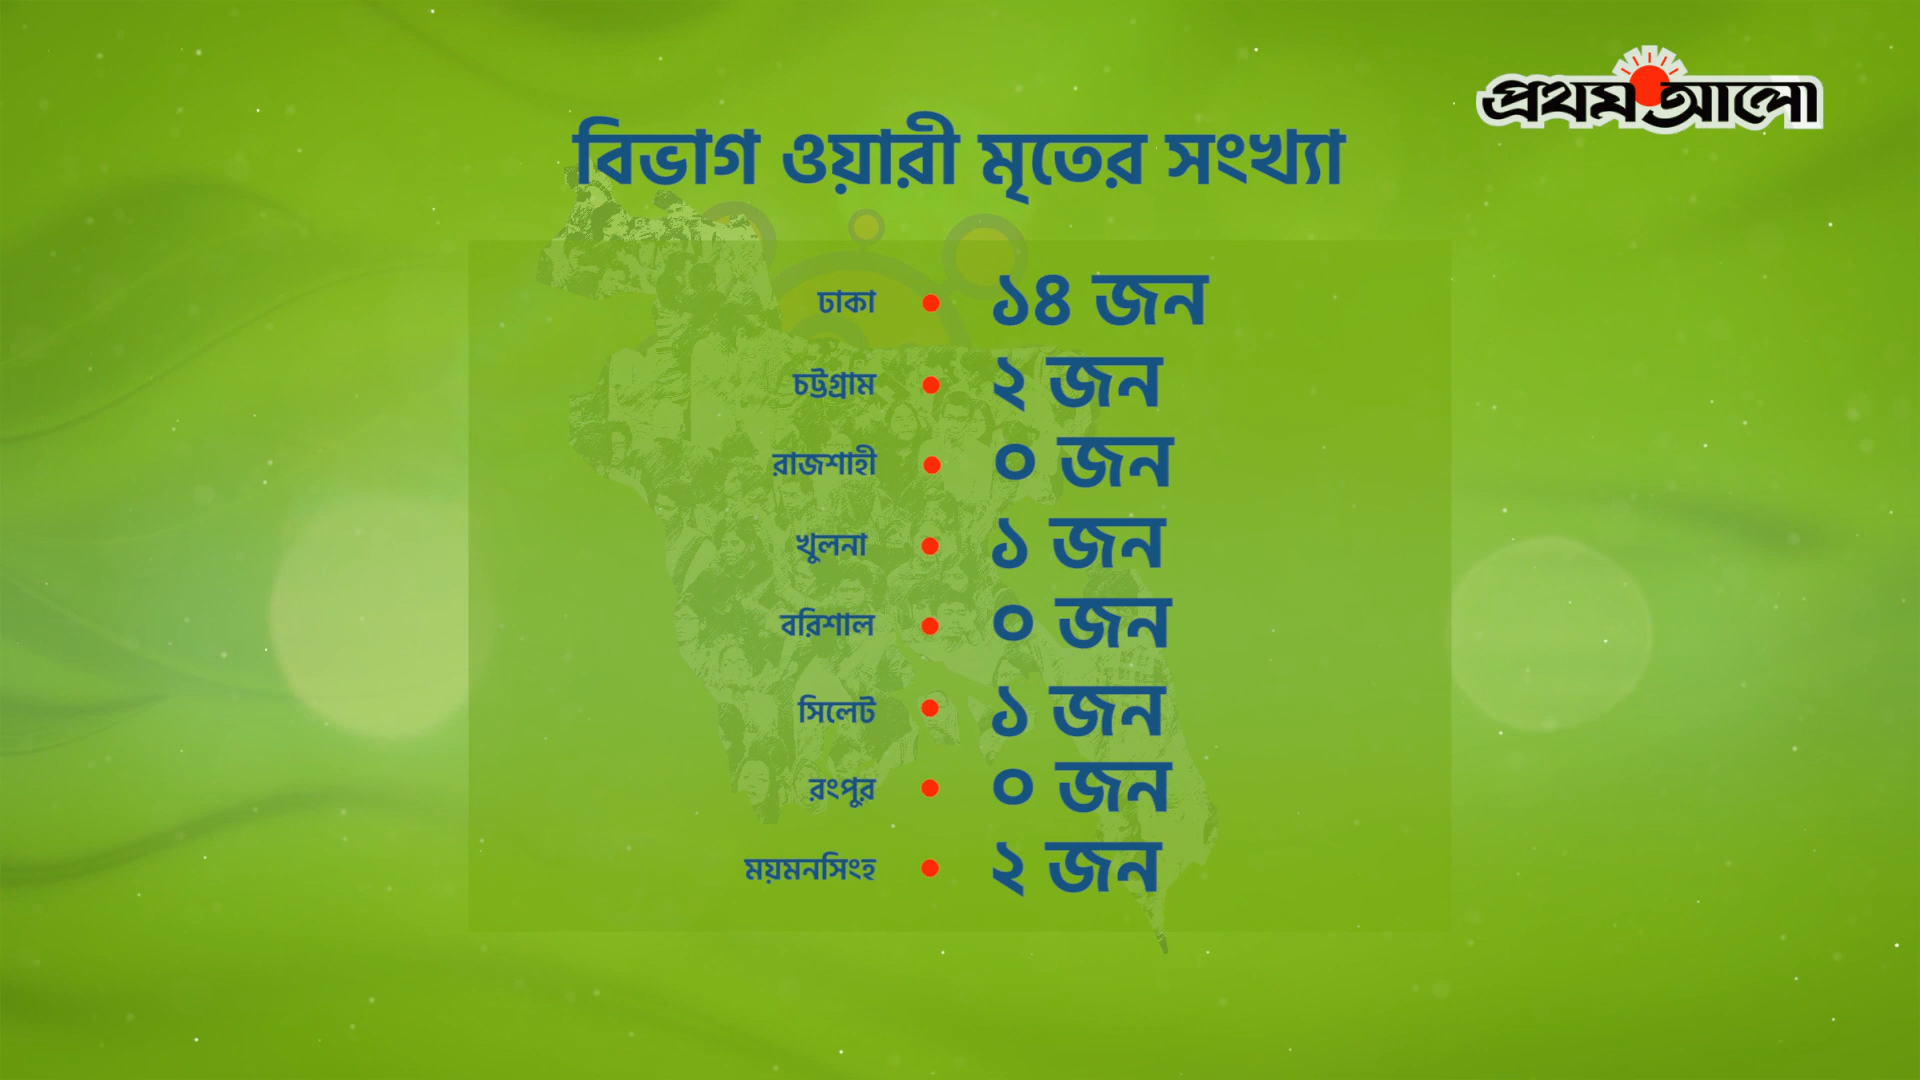 প্রথম আলো
বিভাগ ওয়ারী মৃতের সংখ্যা
ঢাকা • ১৪ জন
চট্টগ্রাম • ২ জন
রাজশাহী • ০ জন
খুলনা • ১ জন
বরিশাল • ০ জন
সিলেট • ১ জন
রংপুর • ০ জন
ময়মনসিংহ • ২ জন